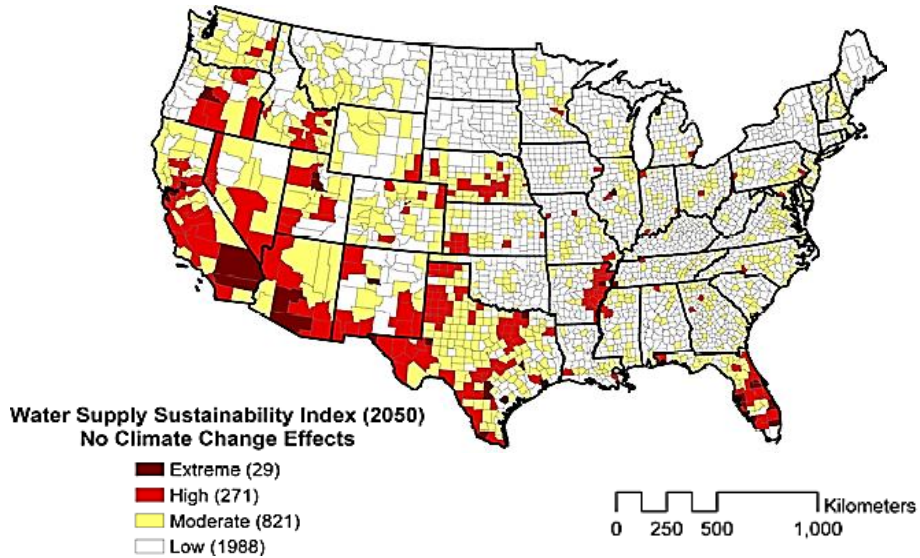 Water Supply Sustainability Index (2050)
No Climate Change Effects
Extreme (29)
High (271)
Moderate (821)
Low (1988)
Kilometers
0 250 500 1,000